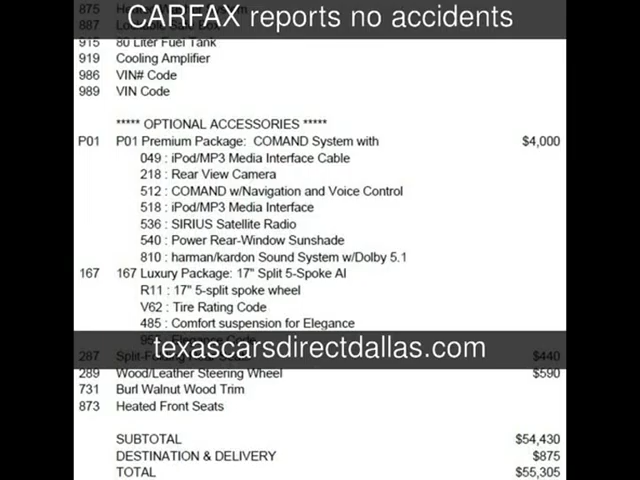 875
CARFAX reports no accidents
887
915 80 Liter Fuel Tank
919 Cooling Amplifier
986 VIN# Code
989 VIN Code
***** OPTIONAL ACCESSORIES *****
P01 P01 Premium Package: COMAND System with $4,000
049 : iPod/MP3 Media Interface Cable
218 : Rear View Camera
512 : COMAND w/Navigation and Voice Control
518 : iPod/MP3 Media Interface
536 : SIRIUS Satellite Radio
540 : Power Rear-Window Sunshade
810 : harman/kardon Sound System w/Dolby 5.1
167 167 Luxury Package: 17" Split 5-Spoke Al
R11 : 17" 5-split spoke wheel
V62 : Tire Rating Code
485 : Comfort suspension for Elegance
texascarsdirectdallas.com
287 $440
289 Wood/Leather Steering Wheel $590
731 Burl Walnut Wood Trim
873 Heated Front Seats
SUBTOTAL $54,430
DESTINATION & DELIVERY $875
TOTAL $55,305